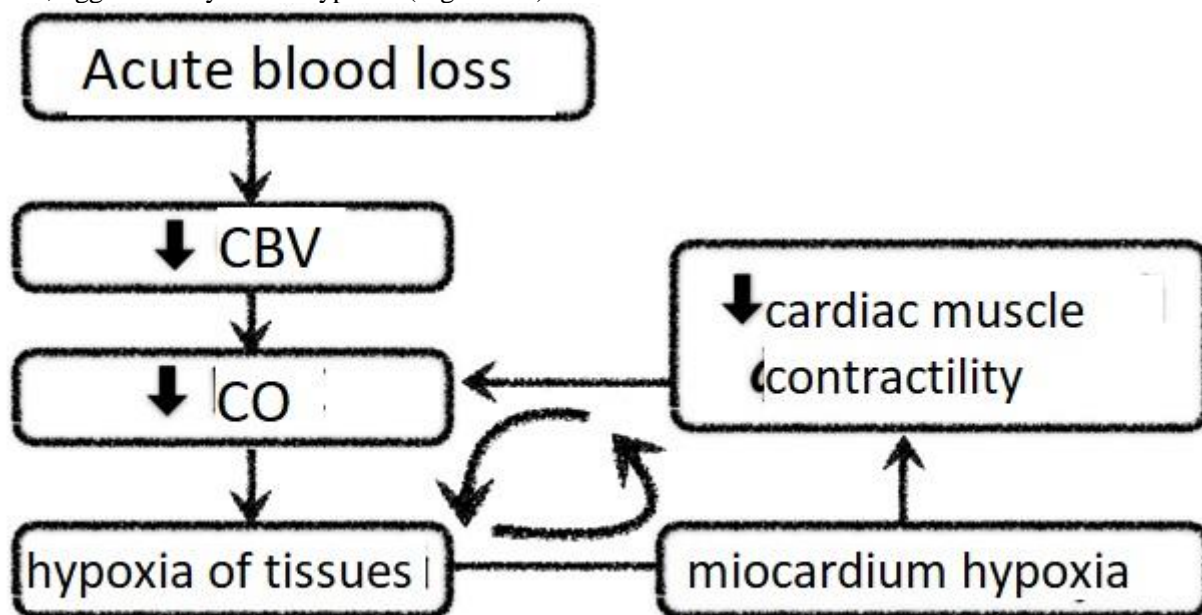 Acute blood loss
CBV
CO
hypoxia of tissues
cardiac muscle
contractility
miocardium hypoxia